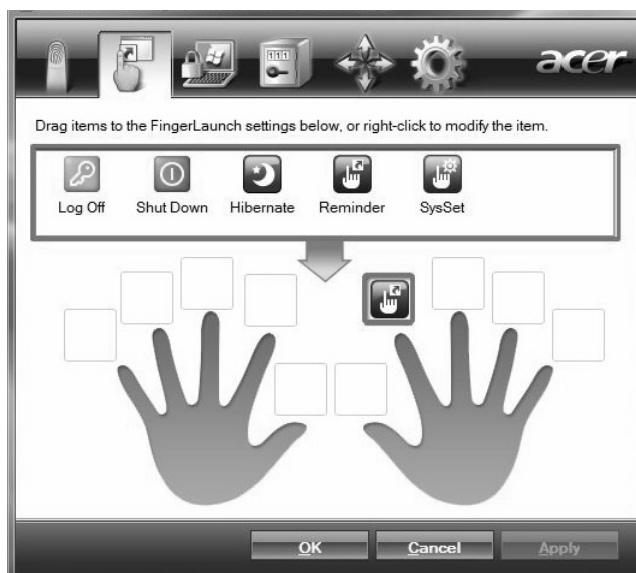 acer
Drag items to the FingerLaunch settings below, or right-click to modify the item.
Log Off Shut Down Hibernate Reminder SysSet
OK Cancel Apply